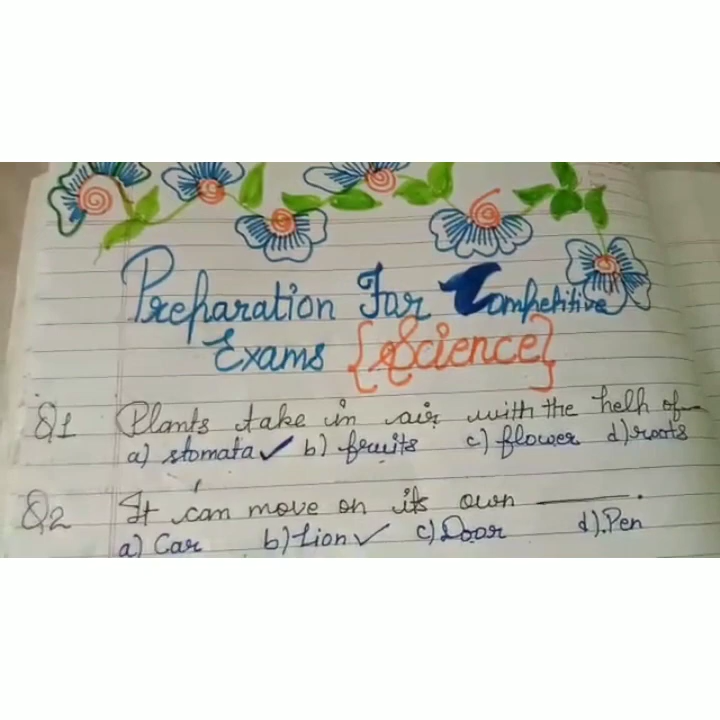 Preparation For Competitive
Exams {Science}
Q1 Plants take in air with the help of
a) stomata ✓ b) fruits c) flower d) roots
Q2 It can move on its own ______.
a) Car b) Lion ✓ c) Door d) Pen